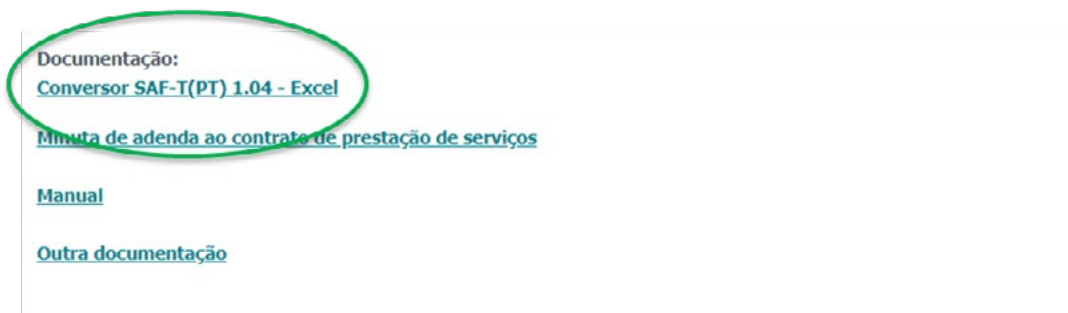 Documentação:
Conversor SAF-T(PT) 1.04 - Excel
Minuta de adenda ao contrato de prestação de serviços
Manual
Outra documentação